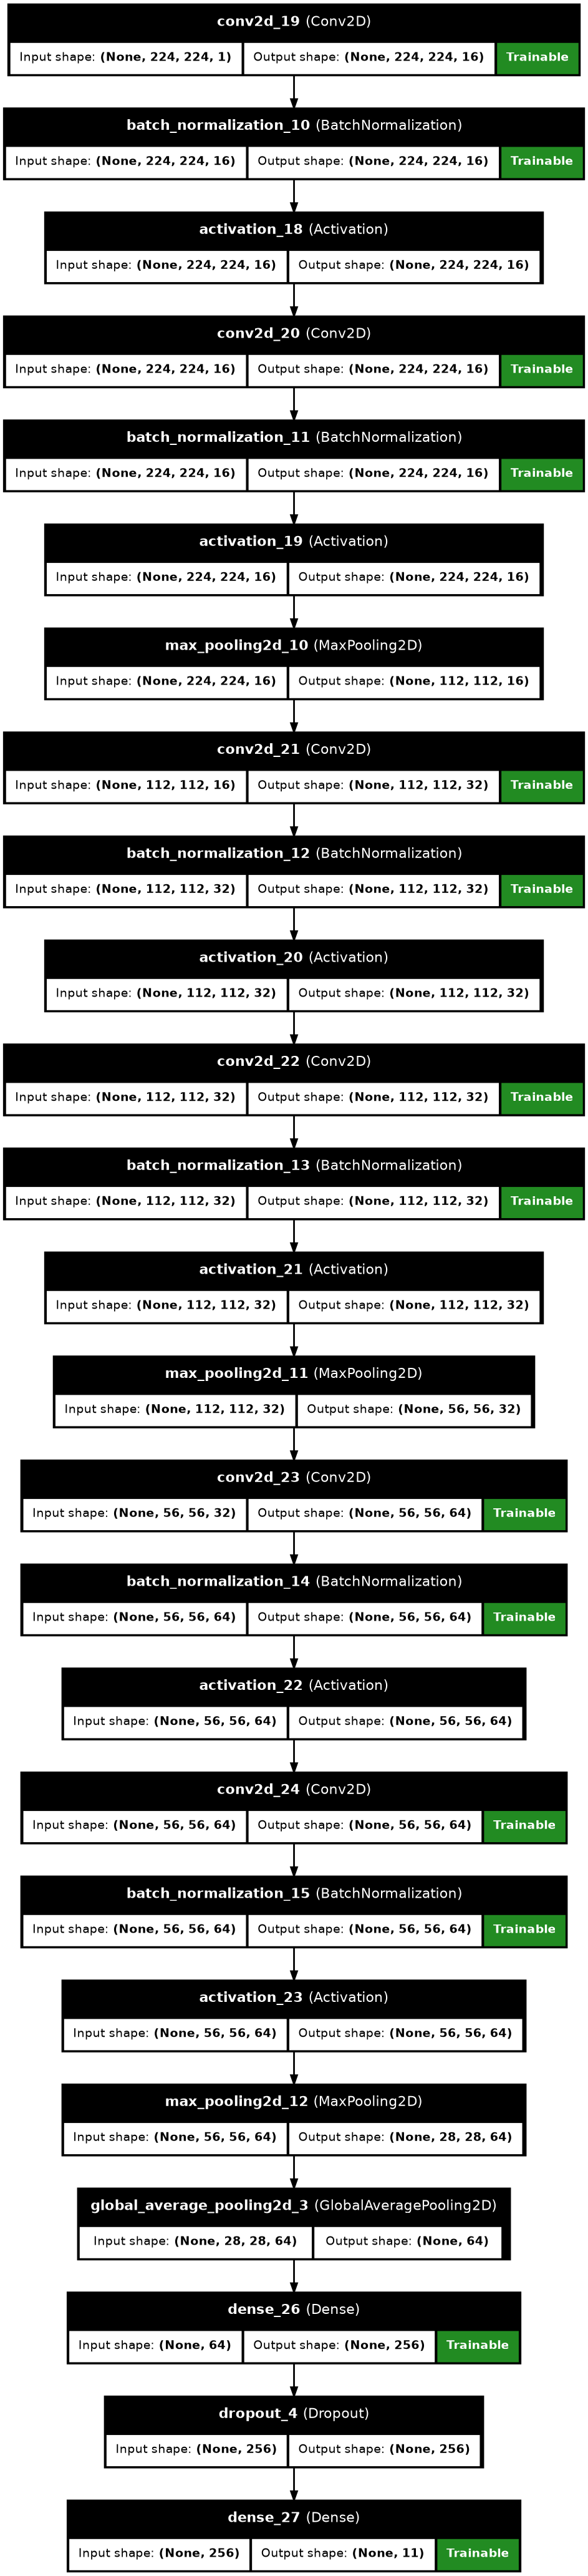 conv2d_19 (Conv2D)
Input shape: (None, 224, 224, 1) Output shape: (None, 224, 224, 16) Trainable
batch_normalization_10 (BatchNormalization)
Input shape: (None, 224, 224, 16) Output shape: (None, 224, 224, 16) Trainable
activation_18 (Activation)
Input shape: (None, 224, 224, 16) Output shape: (None, 224, 224, 16)
conv2d_20 (Conv2D)
Input shape: (None, 224, 224, 16) Output shape: (None, 224, 224, 16) Trainable
batch_normalization_11 (BatchNormalization)
Input shape: (None, 224, 224, 16) Output shape: (None, 224, 224, 16) Trainable
activation_19 (Activation)
Input shape: (None, 224, 224, 16) Output shape: (None, 224, 224, 16)
max_pooling2d_10 (MaxPooling2D)
Input shape: (None, 224, 224, 16) Output shape: (None, 112, 112, 16)
conv2d_21 (Conv2D)
Input shape: (None, 112, 112, 16) Output shape: (None, 112, 112, 32) Trainable
batch_normalization_12 (BatchNormalization)
Input shape: (None, 112, 112, 32) Output shape: (None, 112, 112, 32) Trainable
activation_20 (Activation)
Input shape: (None, 112, 112, 32) Output shape: (None, 112, 112, 32)
conv2d_22 (Conv2D)
Input shape: (None, 112, 112, 32) Output shape: (None, 112, 112, 32) Trainable
batch_normalization_13 (BatchNormalization)
Input shape: (None, 112, 112, 32) Output shape: (None, 112, 112, 32) Trainable
activation_21 (Activation)
Input shape: (None, 112, 112, 32) Output shape: (None, 112, 112, 32)
max_pooling2d_11 (MaxPooling2D)
Input shape: (None, 112, 112, 32) Output shape: (None, 56, 56, 32)
conv2d_23 (Conv2D)
Input shape: (None, 56, 56, 32) Output shape: (None, 56, 56, 64) Trainable
batch_normalization_14 (BatchNormalization)
Input shape: (None, 56, 56, 64) Output shape: (None, 56, 56, 64) Trainable
activation_22 (Activation)
Input shape: (None, 56, 56, 64) Output shape: (None, 56, 56, 64)
conv2d_24 (Conv2D)
Input shape: (None, 56, 56, 64) Output shape: (None, 56, 56, 64) Trainable
batch_normalization_15 (BatchNormalization)
Input shape: (None, 56, 56, 64) Output shape: (None, 56, 56, 64) Trainable
activation_23 (Activation)
Input shape: (None, 56, 56, 64) Output shape: (None, 56, 56, 64)
max_pooling2d_12 (MaxPooling2D)
Input shape: (None, 56, 56, 64) Output shape: (None, 28, 28, 64)
global_average_pooling2d_3 (GlobalAveragePooling2D)
Input shape: (None, 28, 28, 64) Output shape: (None, 64)
dense_26 (Dense)
Input shape: (None, 64) Output shape: (None, 256) Trainable
dropout_4 (Dropout)
Input shape: (None, 256) Output shape: (None, 256)
dense_27 (Dense)
Input shape: (None, 256) Output shape: (None, 11) Trainable